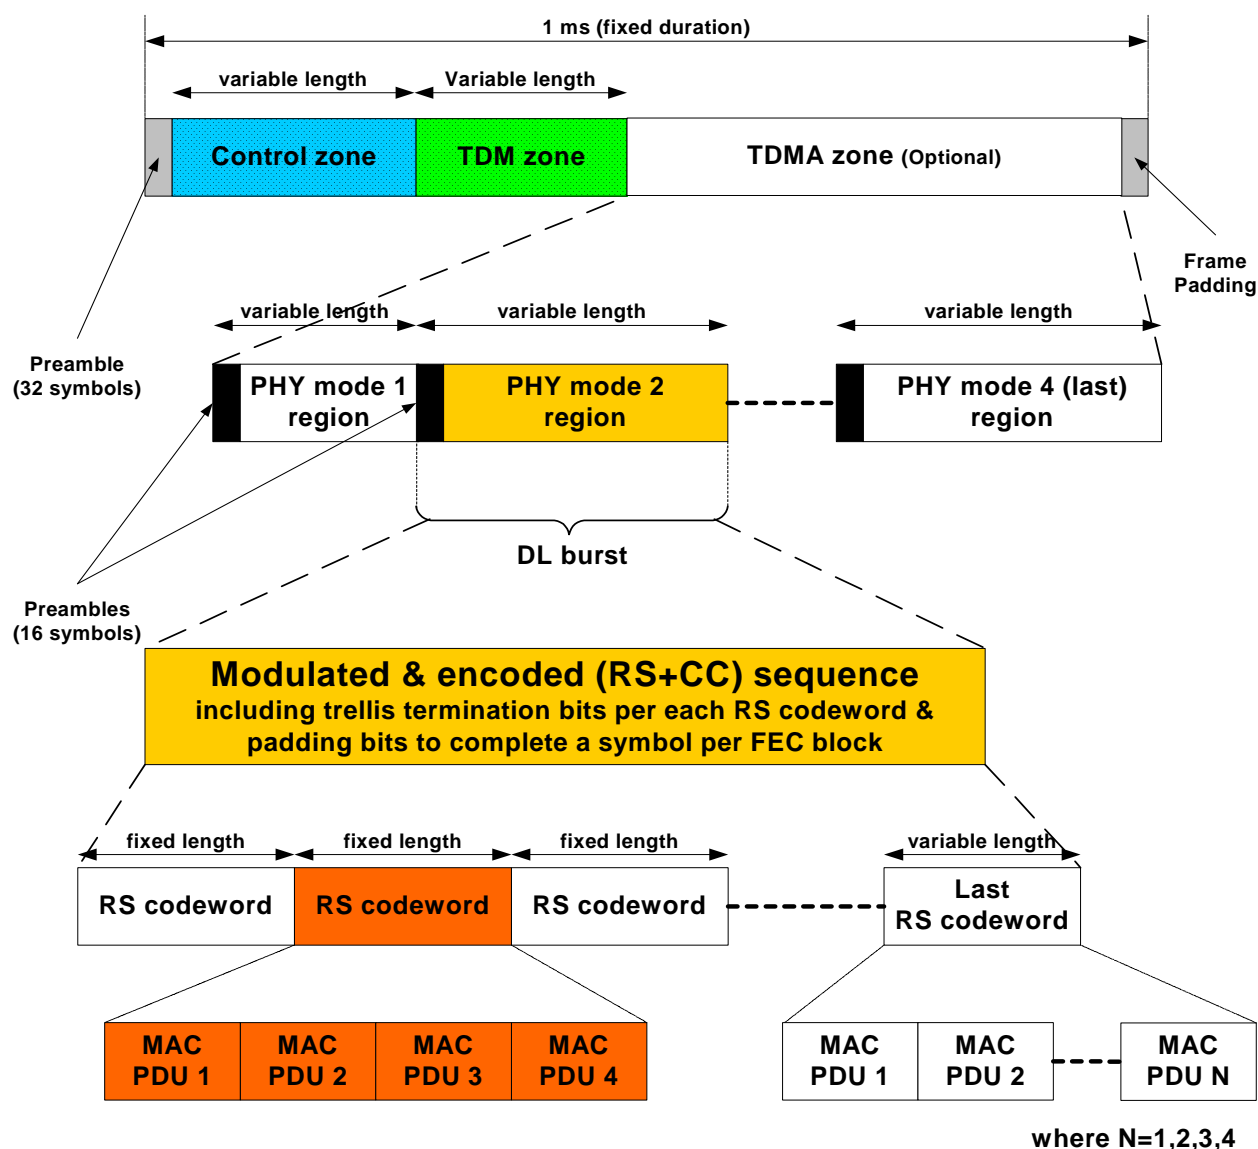 1 ms (fixed duration)
variable length
Variable length
Control zone
TDM zone
TDMA zone (Optional)
Frame
Padding
variable length
variable length
variable length
Preamble
(32 symbols)
PHY mode 1
region
PHY mode 2
region
PHY mode 4 (last)
region
DL burst
Preambles
(16 symbols)
Modulated & encoded (RS+CC) sequence
including trellis termination bits per each RS codeword &
padding bits to complete a symbol per FEC block
fixed length
fixed length
fixed length
variable length
RS codeword
RS codeword
RS codeword
Last
RS codeword
MAC
PDU 1
MAC
PDU 2
MAC
PDU 3
MAC
PDU 4
MAC
PDU 1
MAC
PDU 2
MAC
PDU N
where N=1,2,3,4